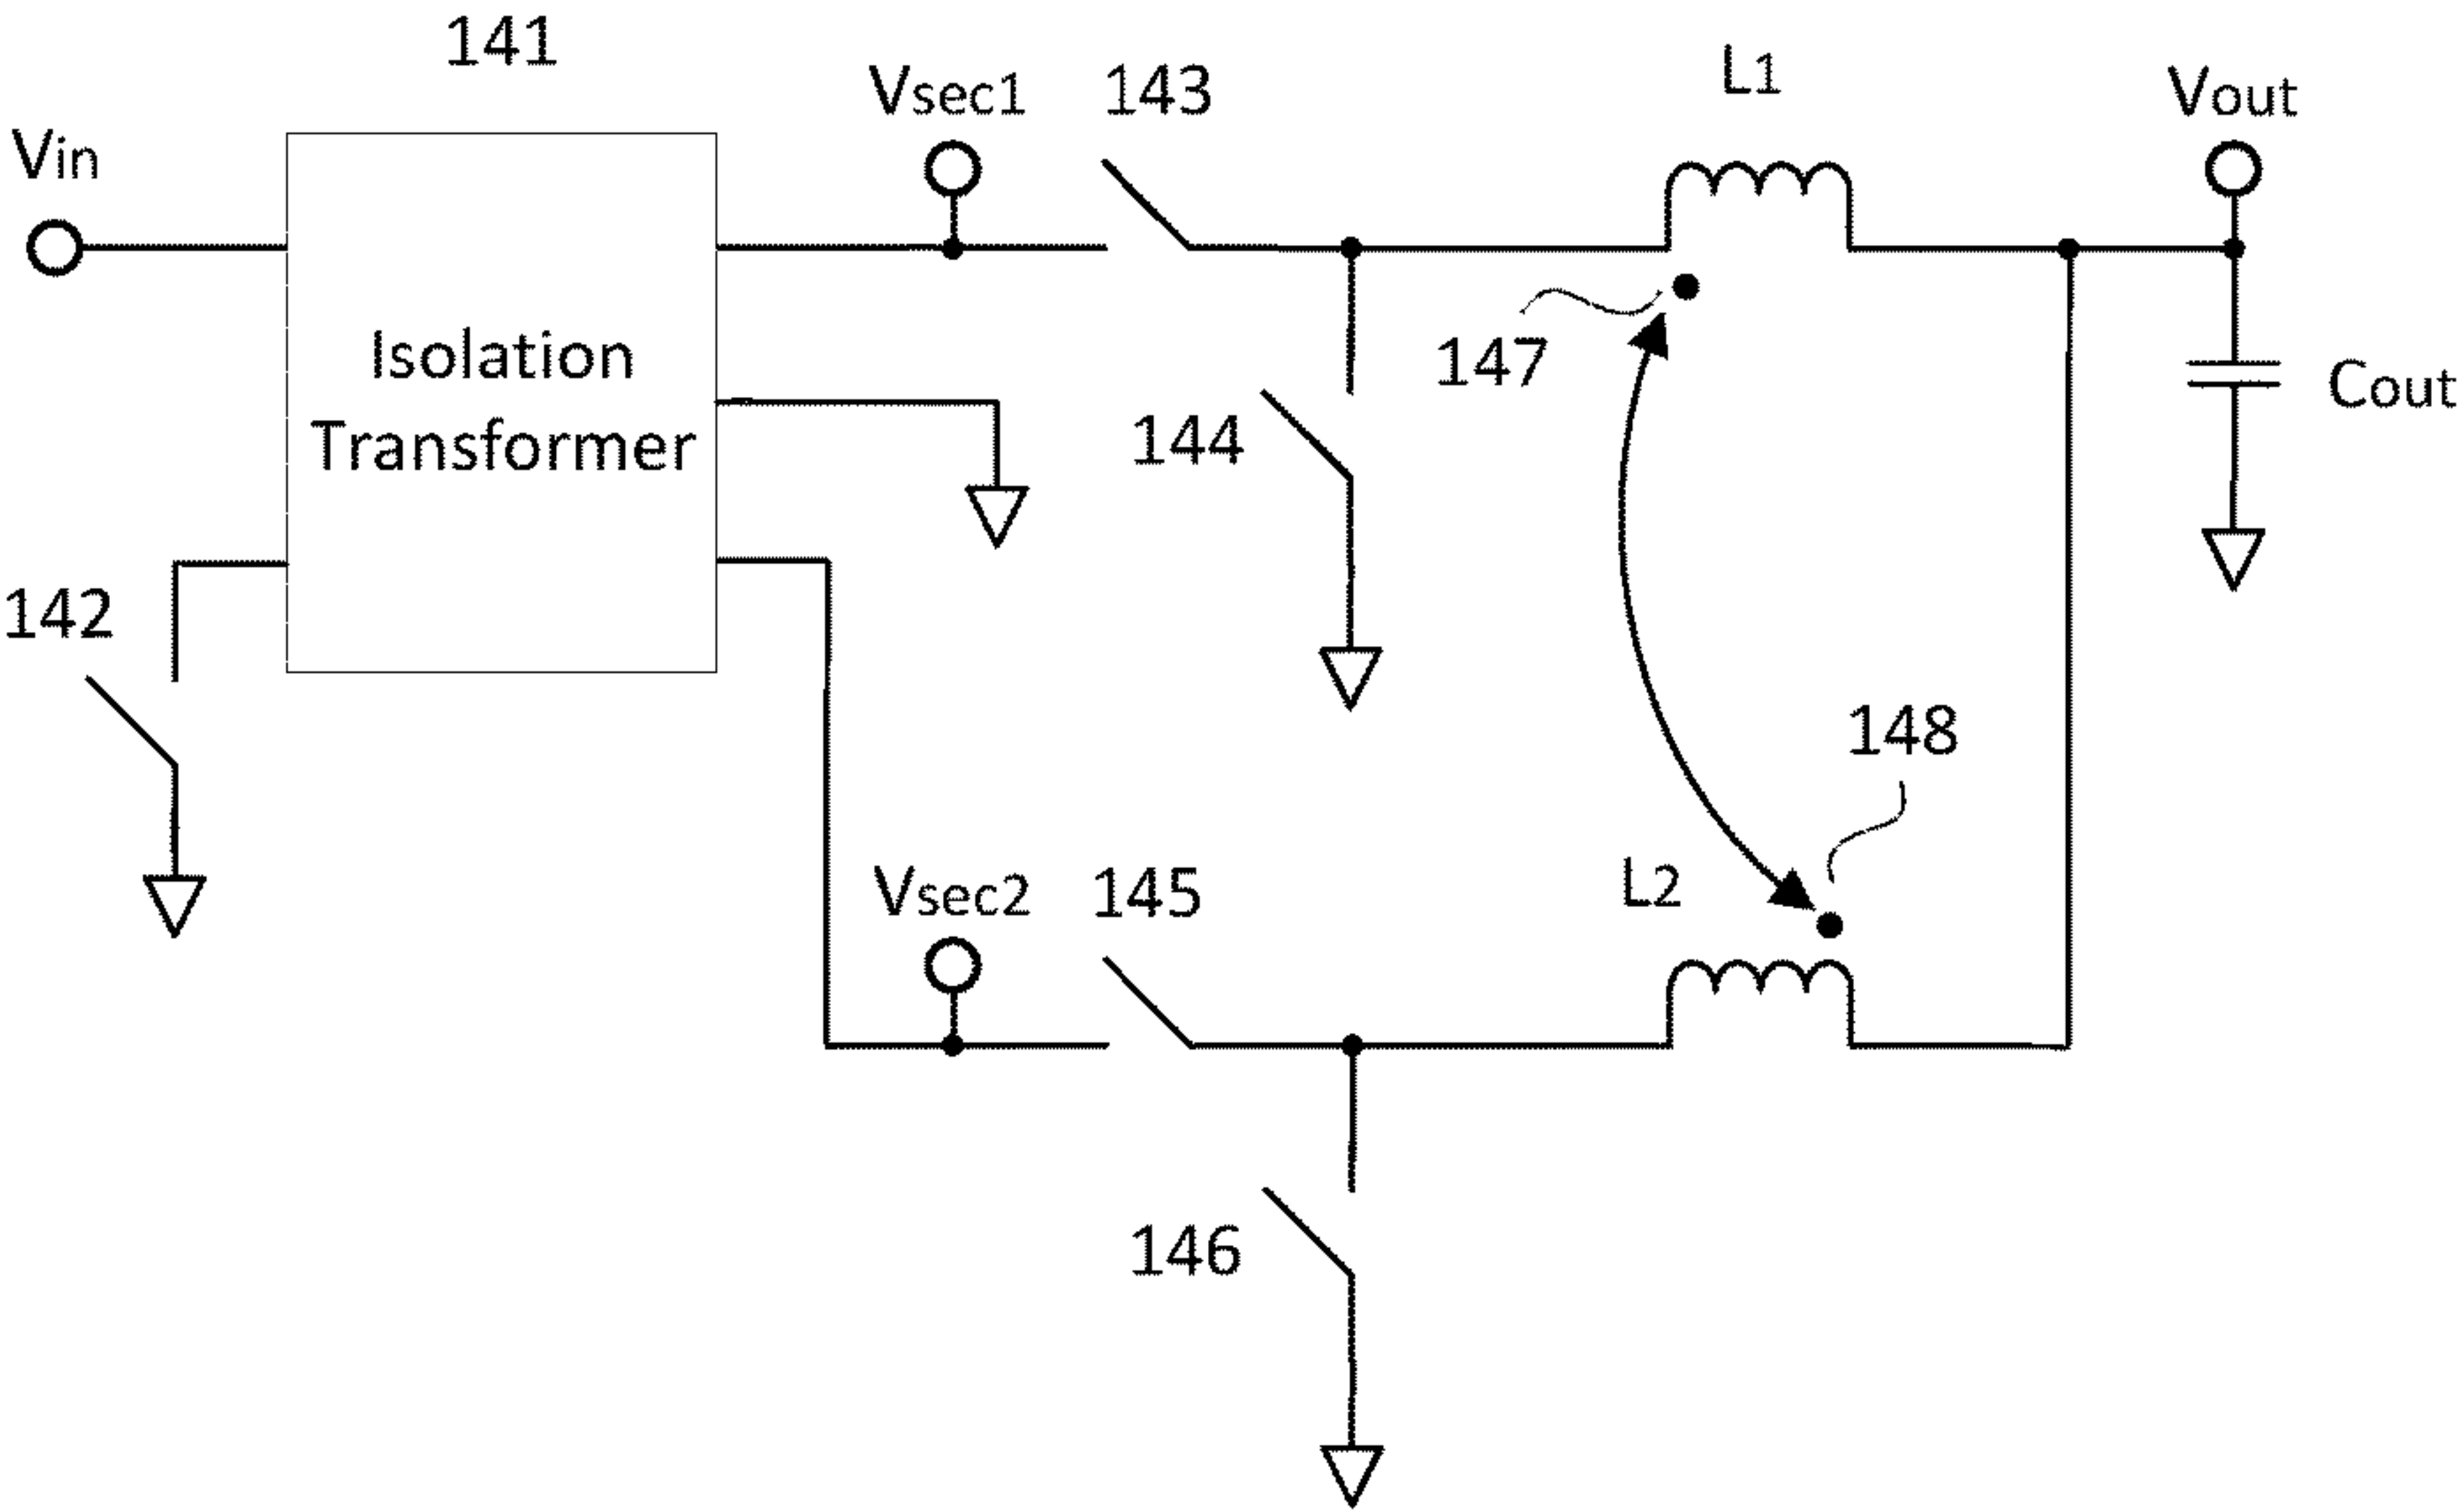 141
Vsec1
143
L1
Vout
Vin
Isolation
Transformer
147
144
Cout
142
148
Vsec2
145
L2
146